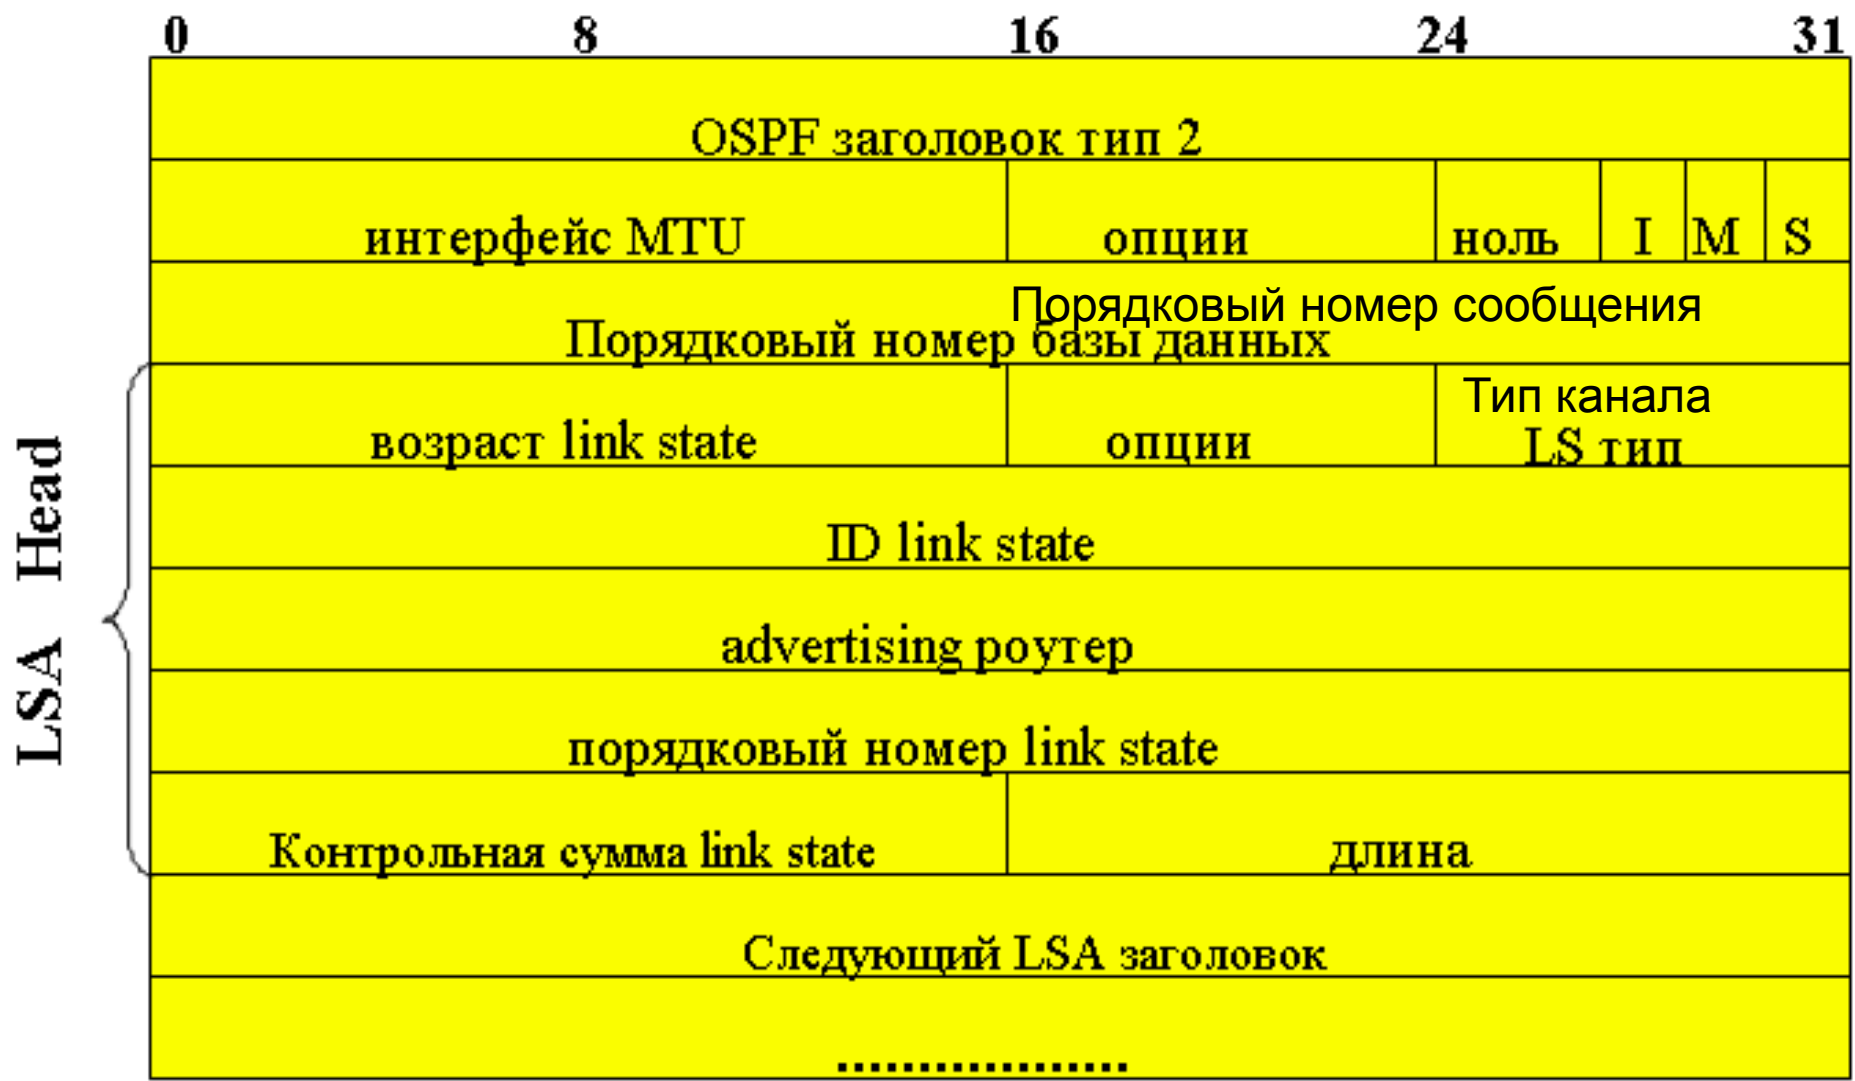 0 8 16 24 31
OSPF заголовок тип 2
интерфейс MTU опции ноль I M S
Порядковый номер сообщения
Порядковый номер базы данных
Тип канала
возраст link state опции LS тип
ID link state
advertising роутер
порядковый номер link state
Контрольная сумма link state длина
Следующий LSA заголовок
..................
LSA Head